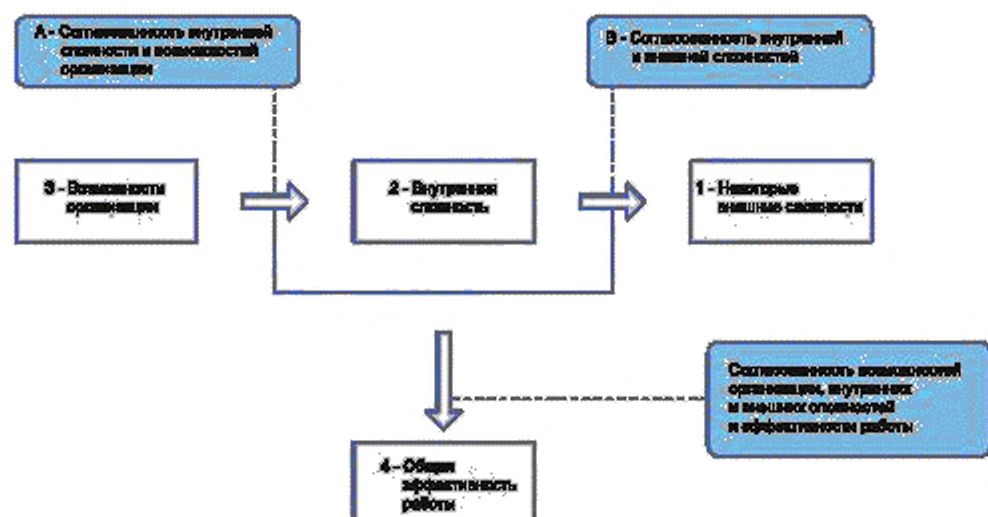 A - Согласованность внутренней
сложности и возможностей
организации
B - Согласованность внутренней
и внешней сложностей
3 - Возможности
организации
2 - Внутренняя
сложность
1 - Некоторые
внешние сложности
Согласованность возможностей
организации, внутренних
и внешних сложностей
и эффективности работы
4 - Общая
эффективность
работы